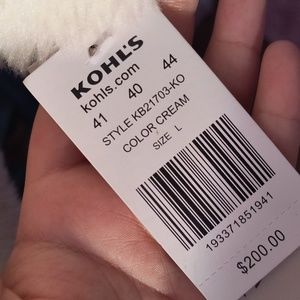 KOHL'S
Kohls.com
41 40 44
STYLE KB21703-KO
COLOR CREAM
SIZE L
193371851941
$200.00